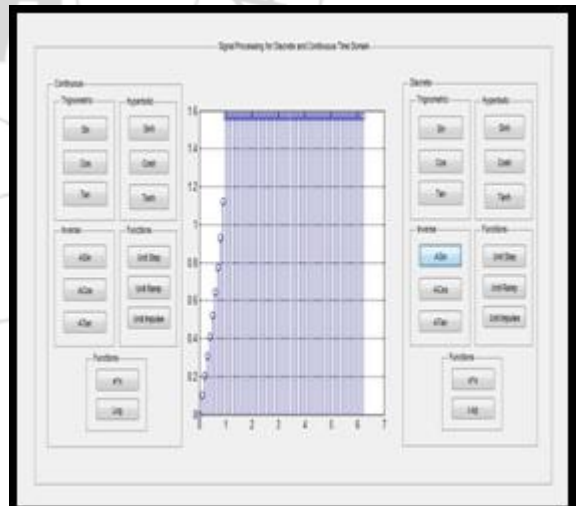 Signal Processing for Discrete and Continuous Time Domain
Continuous
Trigometric
Hyperbolic
Sin
Sinh
Cos
Cosh
Tan
Tanh
Inverse
Functions
ASin
Unit Step
ACos
Unit Ramp
ATan
Unit Impulse
Functions
e^x
Log
1.6
1.4
1.2
1
0.8
0.6
0.4
0.2
0
0 1 2 3 4 5 6 7
Discrete
Trigometric
Hyperbolic
Sin
Sinh
Cos
Cosh
Tan
Tanh
Inverse
Functions
ASin
Unit Step
ACos
Unit Ramp
ATan
Unit Impulse
Functions
e^x
Log